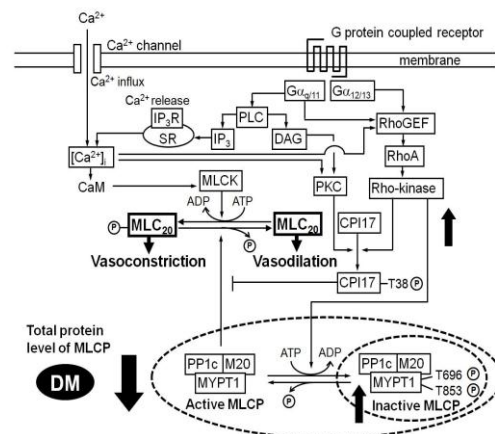 Ca²⁺
G protein coupled receptor
Ca²⁺ channel
membrane
Ca²⁺ influx
Gα_q/11
Gα_12/13
Ca²⁺ release
IP₃R
SR
PLC
IP₃
DAG
RhoGEF
RhoA
[Ca²⁺]ᵢ
CaM
MLCK
PKC
Rho-kinase
ADP
ATP
P
MLC₂₀
MLC₂₀
P
CPI17
Vasoconstriction
Vasodilation
CPI17
T38
P
Total protein
level of MLCP
DM
ATP
ADP
PP1c
M20
MYPT1
Active MLCP
P
PP1c
M20
MYPT1
T696
P
T853
P
Inactive MLCP